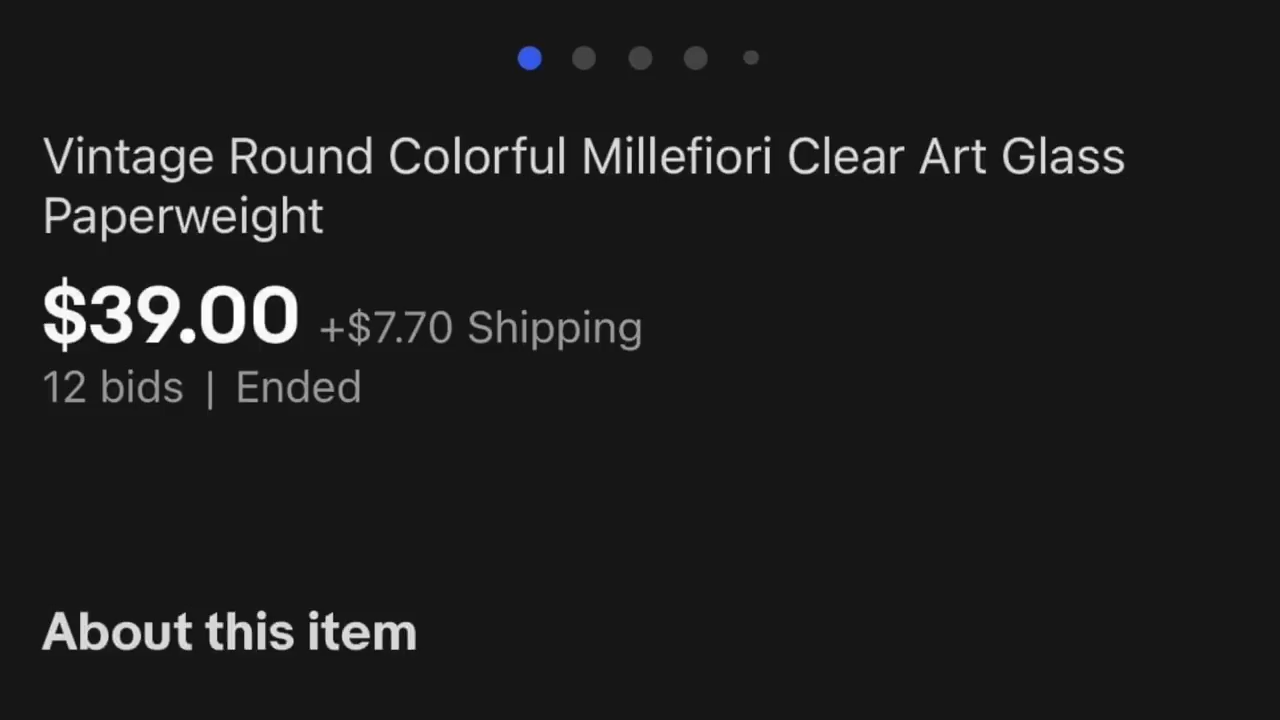 Vintage Round Colorful Millefiori Clear Art Glass
Paperweight
$39.00 +$7.70 Shipping
12 bids | Ended
About this item